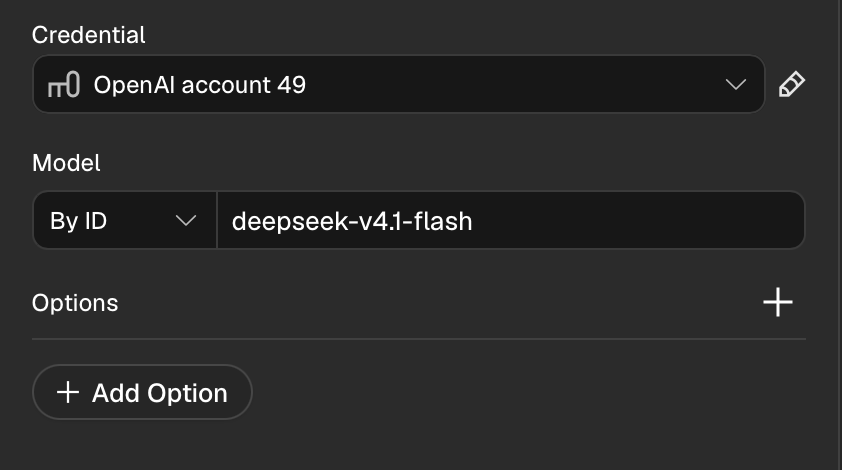 Credential
OpenAI account 49
Model
By ID
deepseek-v4.1-flash
Options
Add Option